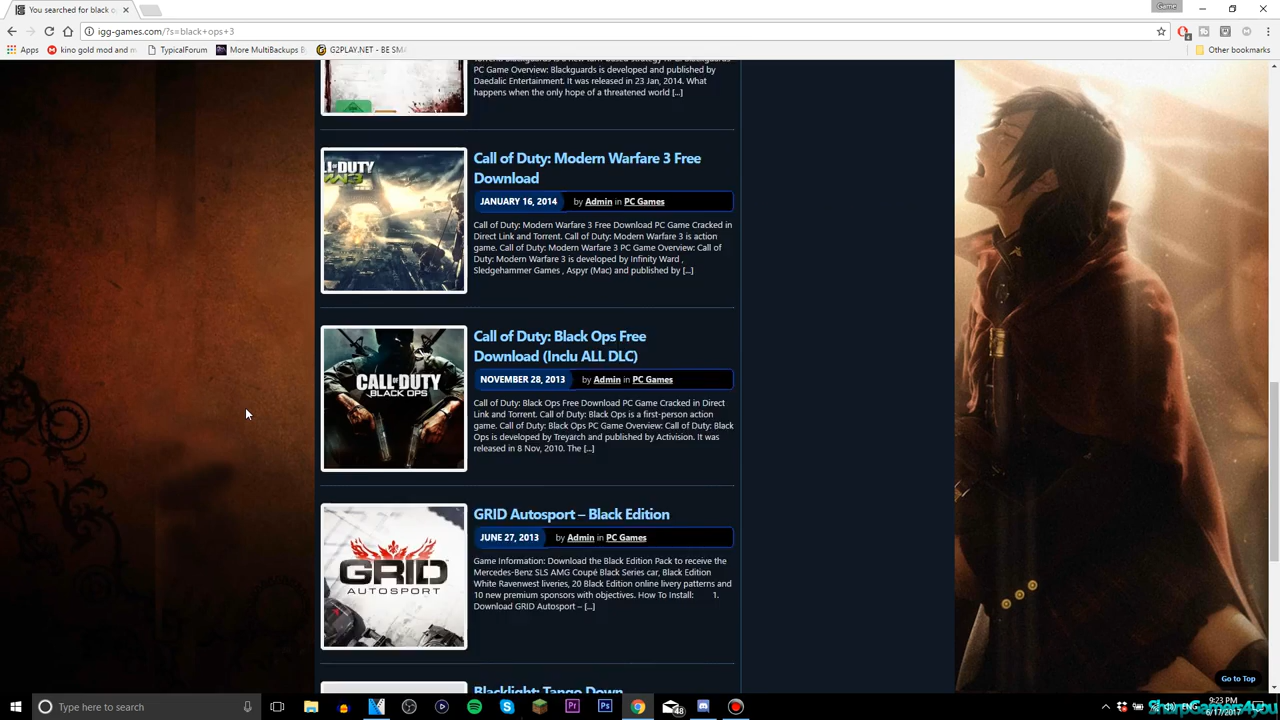 You searched for black o
Game
igg-games.com/?s=black+ops+3
Apps
kino gold mod and m
TypicalForum
More MultiBackups
G2PLAY.NET - BE SM
Other bookmarks
PC Game Overview: Blackguards is developed and published by
Daedalic Entertainment. It was released in 23 Jan, 2014. What
happens when the only hope of a threatened world [...]
CALL OF DUTY
MW3
Call of Duty: Modern Warfare 3 Free
Download
JANUARY 16, 2014
by Admin in PC Games
Call of Duty: Modern Warfare 3 Free Download PC Game Cracked in
Direct Link and Torrent. Call of Duty: Modern Warfare 3 is action
game. Call of Duty: Modern Warfare 3 PC Game Overview: Call of
Duty: Modern Warfare 3 is developed by Infinity Ward ,
Sledgehammer Games , Aspyr (Mac) and published by [...]
CALL OF DUTY
BLACK OPS
Call of Duty: Black Ops Free
Download (Inclu ALL DLC)
NOVEMBER 28, 2013
by Admin in PC Games
Call of Duty: Black Ops Free Download PC Game Cracked in Direct
Link and Torrent. Call of Duty: Black Ops is a first-person action
game. Call of Duty: Black Ops PC Game Overview: Call of Duty: Black
Ops is developed by Treyarch and published by Activision. It was
released in 8 Nov, 2010. The [...]
GRID
AUTOSPORT
GRID Autosport – Black Edition
JUNE 27, 2013
by Admin in PC Games
Game Information: Download the Black Edition Pack to receive the
Mercedes-Benz SLS AMG Coupé Black Series car, Black Edition
White Ravenwest liveries, 20 Black Edition online livery patterns and
10 new premium sponsors with objectives. How To Install: 1.
Download GRID Autosport – [...]
Blacklight: Tango Down
Go to Top
Type here to search
Pr
Ps
48
ENG
9:23 PM
6/17/2017
SharpGamers4you